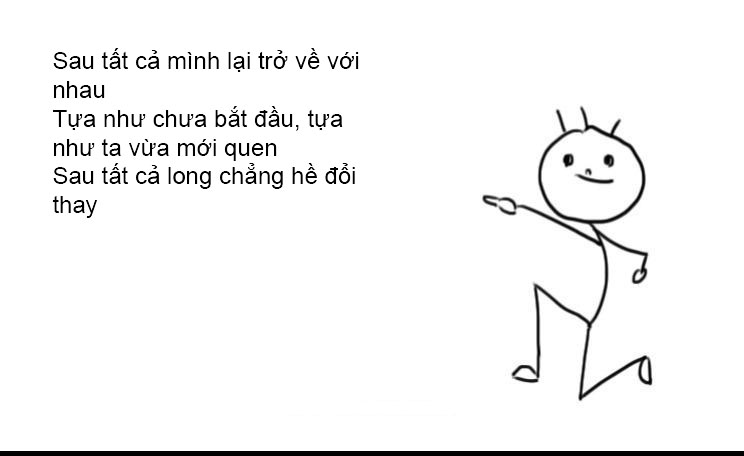 Sau tất cả mình lại trở về với
nhau
Tựa như chưa bắt đầu, tựa
như ta vừa mới quen
Sau tất cả long chẳng hề đổi
thay